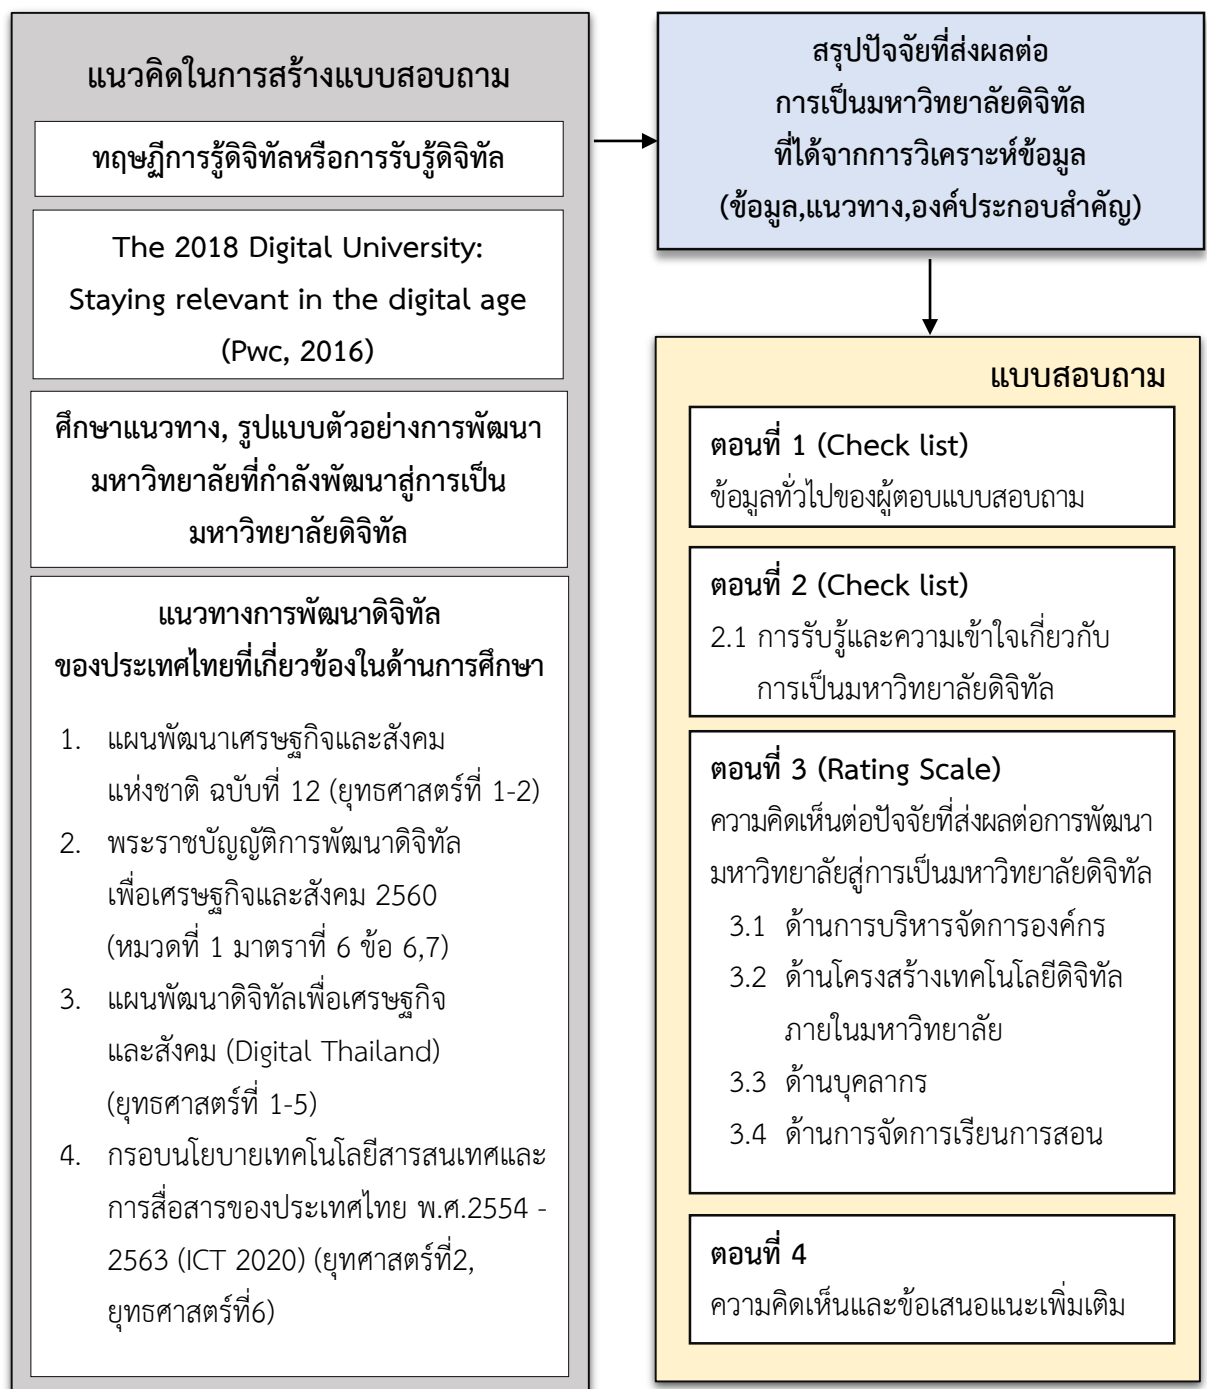 แนวคิดในการสร้างแบบสอบถาม
ทฤษฎีการรู้ดิจิทัลหรือการรับรู้ดิจิทัล
The 2018 Digital University:
Staying relevant in the digital age
(Pwc, 2016)
ศึกษาแนวทาง, รูปแบบตัวอย่างการพัฒนา
มหาวิทยาลัยที่กำลังพัฒนาสู่การเป็น
มหาวิทยาลัยดิจิทัล
แนวทางการพัฒนาดิจิทัล
ของประเทศไทยที่เกี่ยวข้องในด้านการศึกษา
1. แผนพัฒนาเศรษฐกิจและสังคม
แห่งชาติ ฉบับที่ 12 (ยุทธศาสตร์ที่ 1-2)
2. พระราชบัญญัติการพัฒนาดิจิทัล
เพื่อเศรษฐกิจและสังคม 2560
(หมวดที่ 1 มาตราที่ 6 ข้อ 6,7)
3. แผนพัฒนาดิจิทัลเพื่อเศรษฐกิจ
และสังคม (Digital Thailand)
(ยุทธศาสตร์ที่ 1-5)
4. กรอบนโยบายเทคโนโลยีสารสนเทศและ
การสื่อสารของประเทศไทย พ.ศ.2554 -
2563 (ICT 2020) (ยุทศาสตร์ที่2,
ยุทธศาสตร์ที่6)
สรุปปัจจัยที่ส่งผลต่อ
การเป็นมหาวิทยาลัยดิจิทัล
ที่ได้จากการวิเคราะห์ข้อมูล
(ข้อมูล,แนวทาง,องค์ประกอบสำคัญ)
แบบสอบถาม
ตอนที่ 1 (Check list)
ข้อมูลทั่วไปของผู้ตอบแบบสอบถาม
ตอนที่ 2 (Check list)
2.1 การรับรู้และความเข้าใจเกี่ยวกับ
การเป็นมหาวิทยาลัยดิจิทัล
ตอนที่ 3 (Rating Scale)
ความคิดเห็นต่อปัจจัยที่ส่งผลต่อการพัฒนา
มหาวิทยาลัยสู่การเป็นมหาวิทยาลัยดิจิทัล
3.1 ด้านการบริหารจัดการองค์กร
3.2 ด้านโครงสร้างเทคโนโลยีดิจิทัล
ภายในมหาวิทยาลัย
3.3 ด้านบุคลากร
3.4 ด้านการจัดการเรียนการสอน
ตอนที่ 4
ความคิดเห็นและข้อเสนอแนะเพิ่มเติม